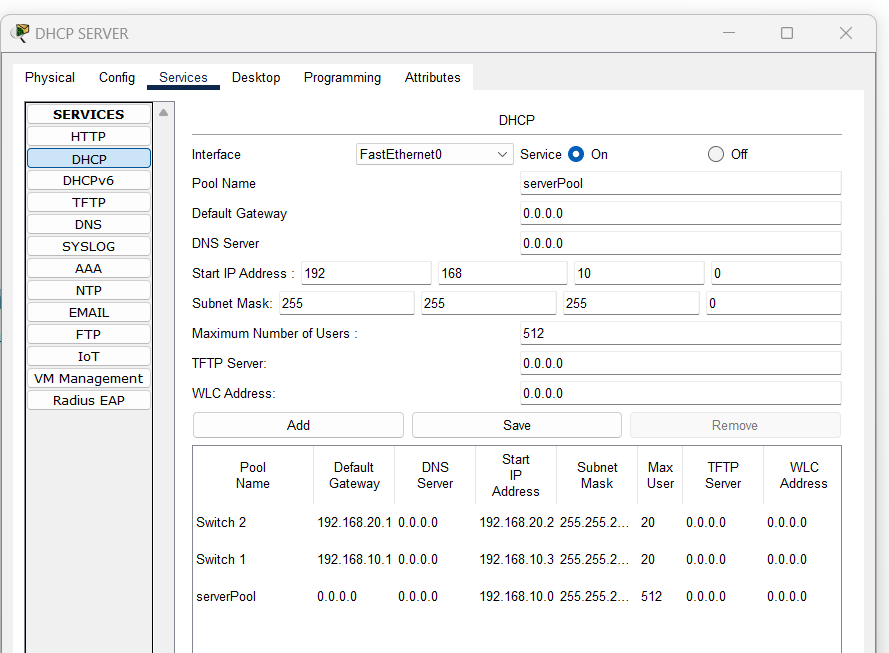 DHCP SERVER
Physical Config Services Desktop Programming Attributes
SERVICES
HTTP
DHCP
DHCPv6
TFTP
DNS
SYSLOG
AAA
NTP
EMAIL
FTP
IoT
VM Management
Radius EAP
DHCP
Interface FastEthernet0 Service On Off
Pool Name serverPool
Default Gateway 0.0.0.0
DNS Server 0.0.0.0
Start IP Address : 192 168 10 0
Subnet Mask: 255 255 255 0
Maximum Number of Users : 512
TFTP Server: 0.0.0.0
WLC Address: 0.0.0.0
Add Save Remove
Pool Name Default Gateway DNS Server Start IP Address Subnet Mask Max User TFTP Server WLC Address
Switch 2 192.168.20.1 0.0.0.0 192.168.20.2 255.255.2... 20 0.0.0.0 0.0.0.0
Switch 1 192.168.10.1 0.0.0.0 192.168.10.3 255.255.2... 20 0.0.0.0 0.0.0.0
serverPool 0.0.0.0 0.0.0.0 192.168.10.0 255.255.2... 512 0.0.0.0 0.0.0.0